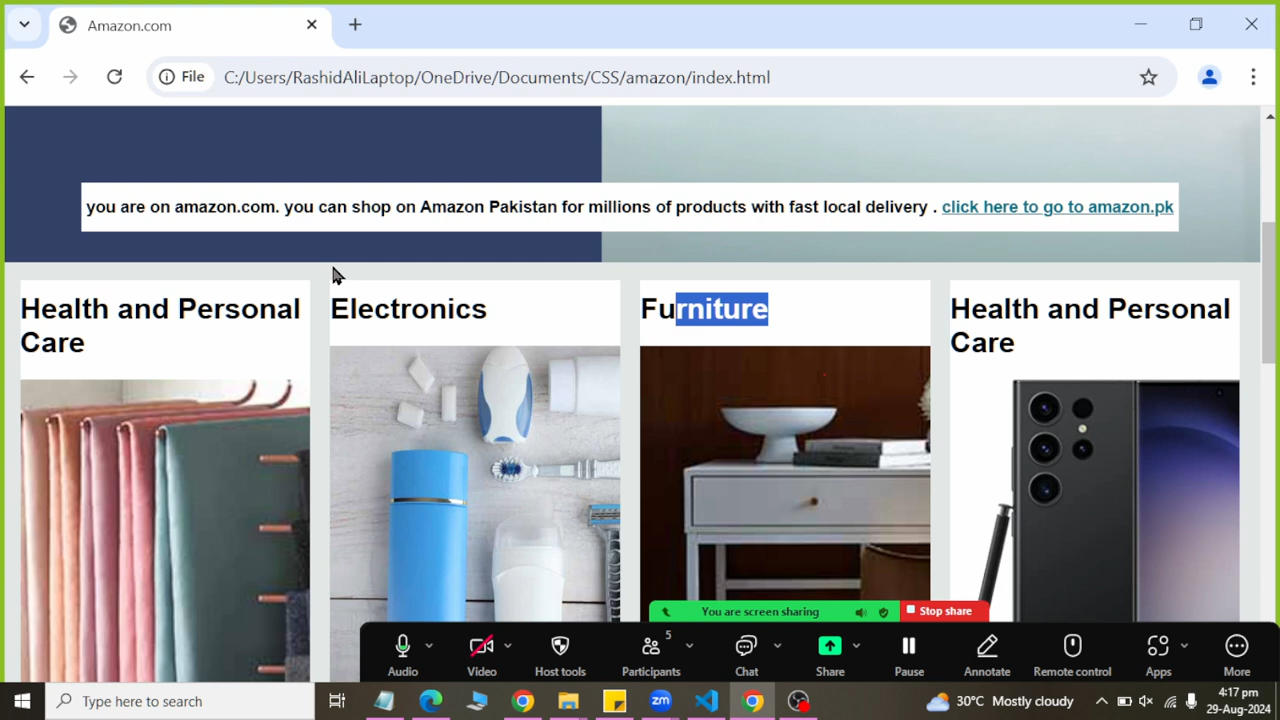 Amazon.com
File
C:/Users/RashidAliLaptop/OneDrive/Documents/CSS/amazon/index.html
you are on amazon.com. you can shop on Amazon Pakistan for millions of products with fast local delivery . click here to go to amazon.pk
Health and Personal
Care
Electronics
Furniture
Health and Personal
Care
You are screen sharing
Stop share
5
Audio
Video
Host tools
Participants
Chat
Share
Pause
Annotate
Remote control
Apps
More
Type here to search
zm
30°C Mostly cloudy
4:17 pm
29-Aug-2024